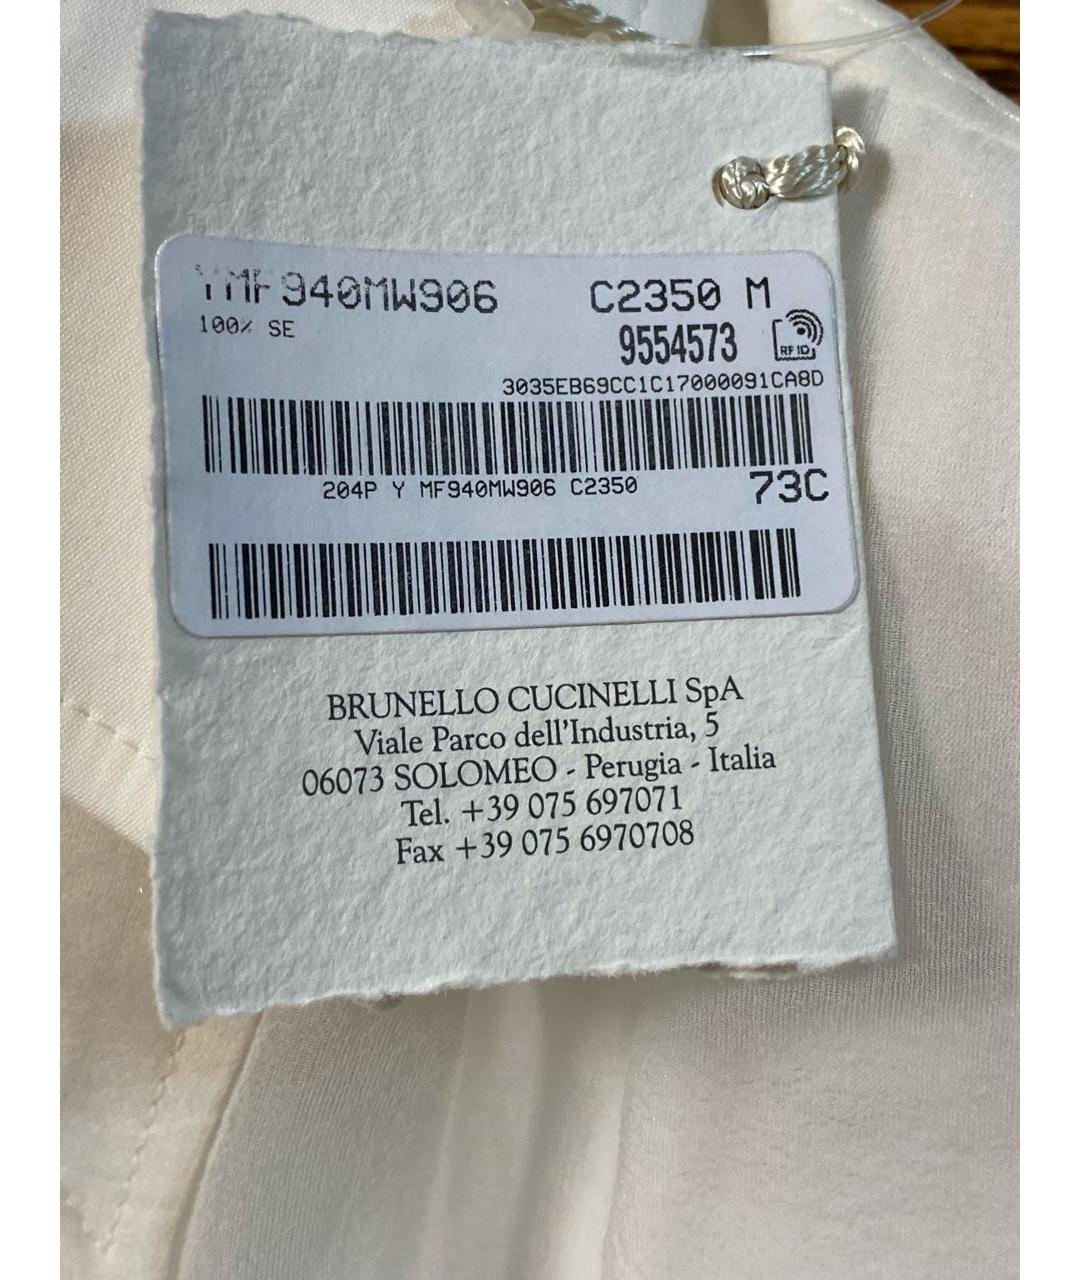 YMF940MW906 C2350 M
100% SE 9554573
RFID
3035EB69CC1C17000091CA8D
204P Y MF940MW906 C2350 73C
BRUNELLO CUCINELLI SpA
Viale Parco dell'Industria, 5
06073 SOLOMEO - Perugia - Italia
Tel. +39 075 697071
Fax +39 075 6970708